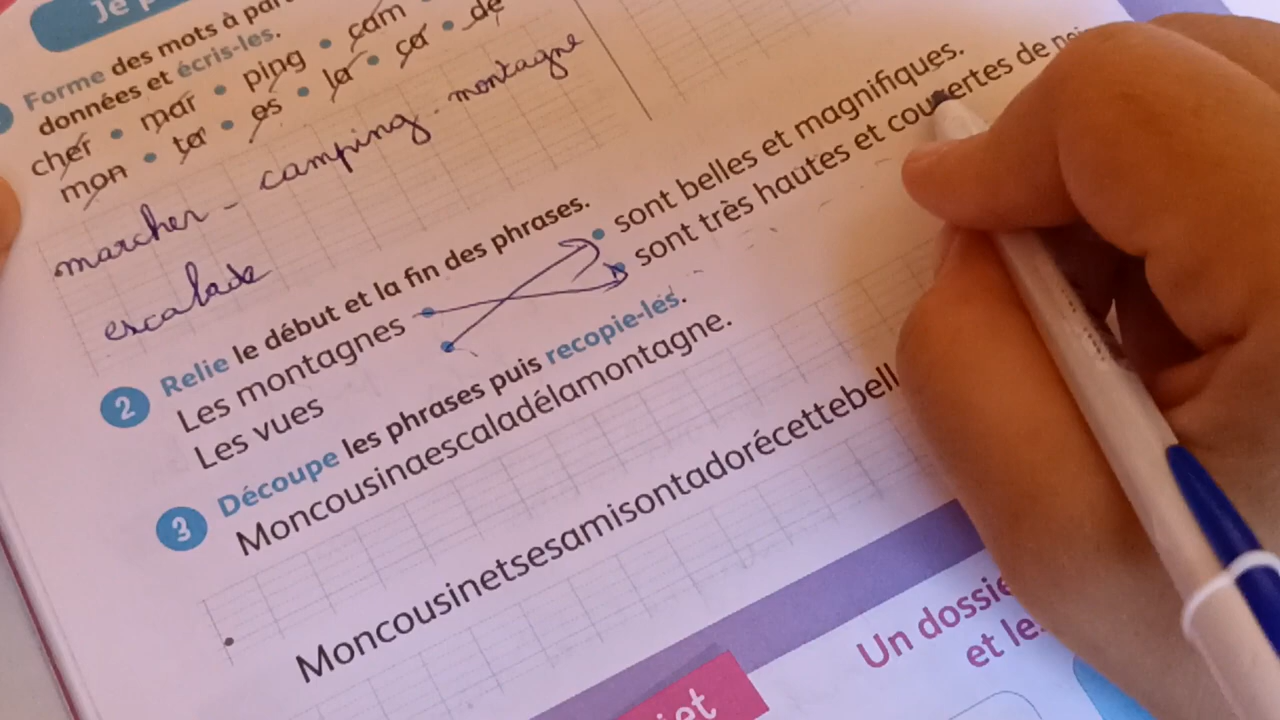 Je
Forme des mots à par
données et écris-les.
cher • mar • ping • cam •
mon • ta • es • la • ca • de
marcher - camping - montagne
escalade
2 Relie le début et la fin des phrases.
Les montagnes • • sont belles et magnifiques.
Les vues • • sont très hautes et couvertes de
3 Découpe les phrases puis recopie-les.
Moncousinaescaladélamontagne.
Moncousinetsesamisontadorécettebell
Un dossie
et les
jet